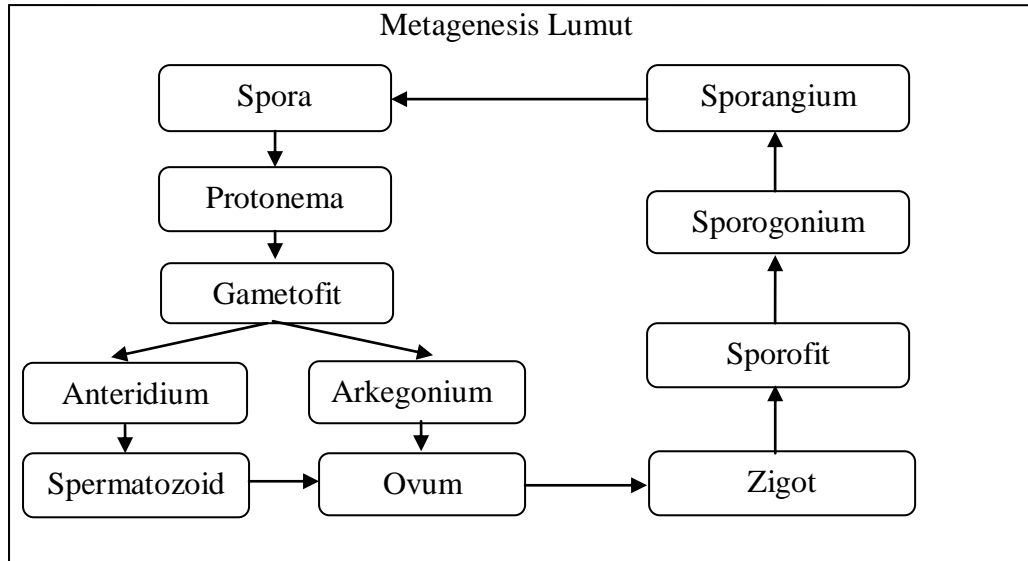 Metagenesis Lumut
Spora
Sporangium
Protonema
Sporogonium
Gametofit
Sporofit
Anteridium
Arkegonium
Spermatozoid
Ovum
Zigot